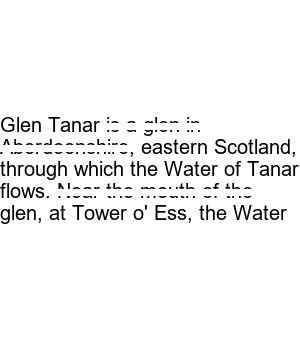 Glen Tanar is a glen in
Aberdeenshire, eastern Scotland,
through which the Water of Tanar
flows. Near the mouth of the
glen, at Tower o' Ess, the Water